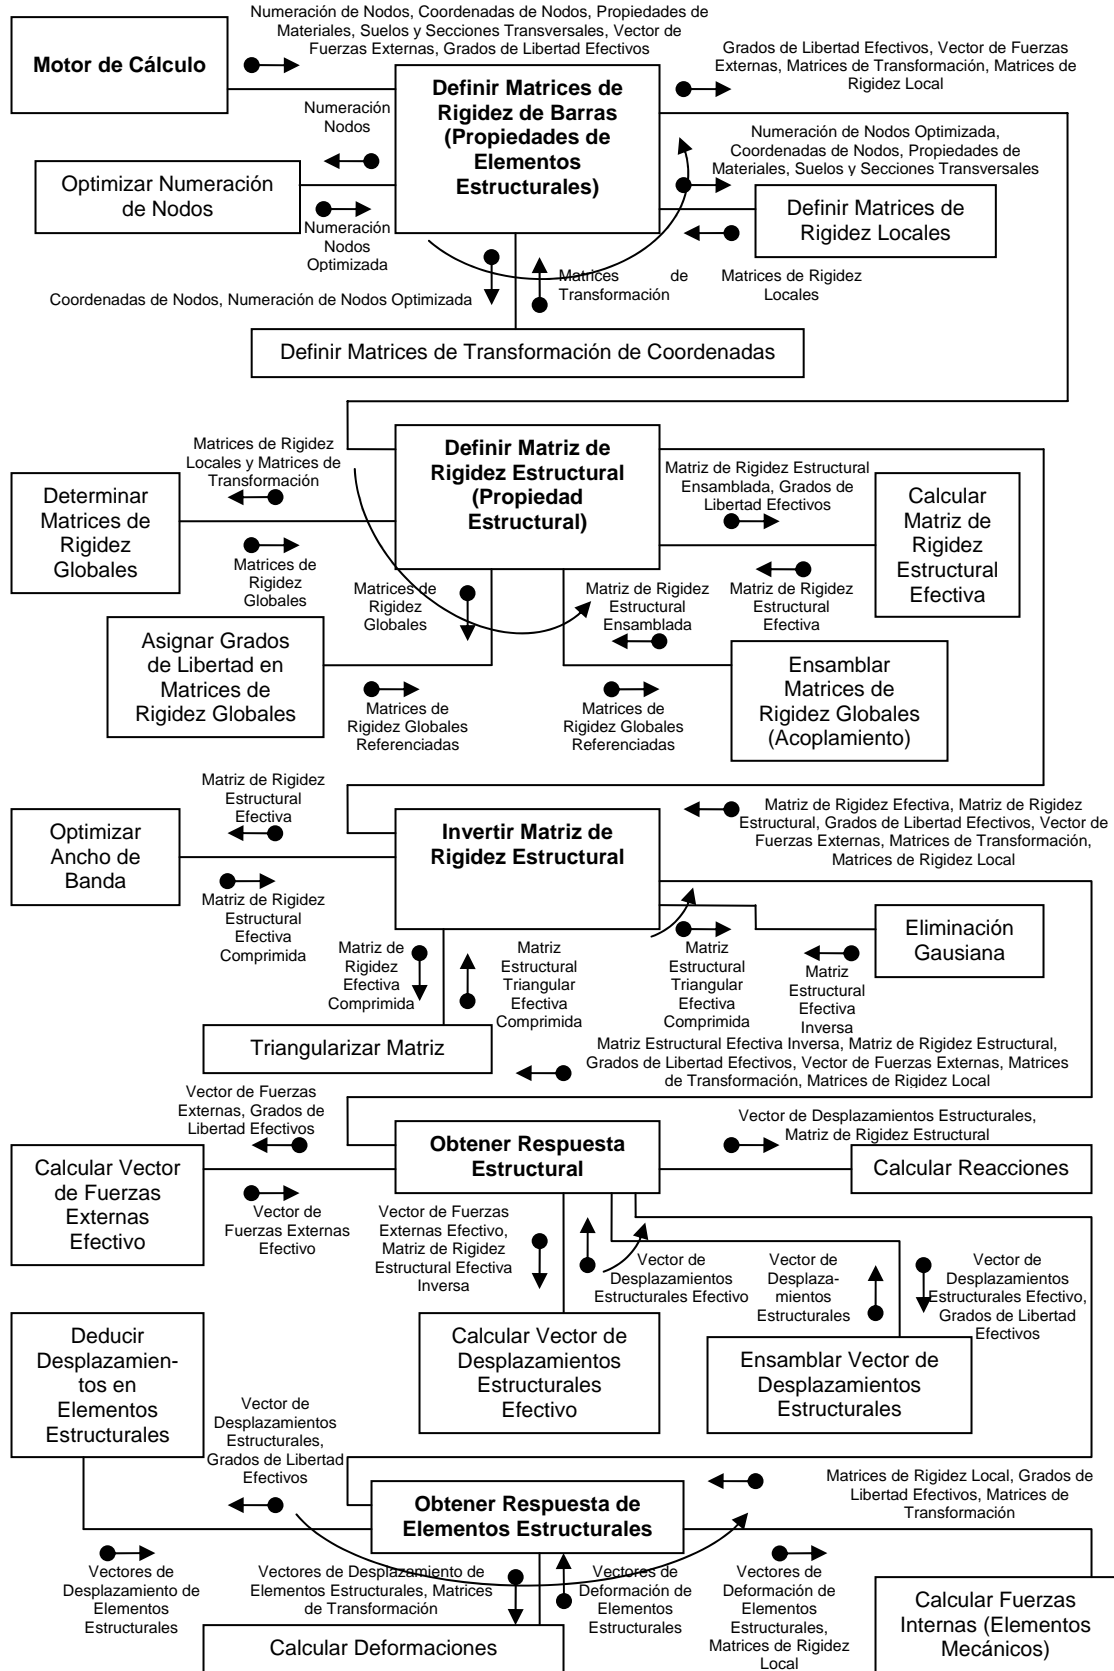 Numeración de Nodos, Coordenadas de Nodos, Propiedades de
Materiales, Suelos y Secciones Transversales, Vector de
Fuerzas Externas, Grados de Libertad Efectivos
Motor de Cálculo
Grados de Libertad Efectivos, Vector de Fuerzas
Externas, Matrices de Transformación, Matrices de
Rigidez Local
Definir Matrices de
Rigidez de Barras
(Propiedades de
Elementos
Estructurales)
Numeración
Nodos
Numeración de Nodos Optimizada,
Coordenadas de Nodos, Propiedades de
Materiales, Suelos y Secciones Transversales
Optimizar Numeración
de Nodos
Definir Matrices de
Rigidez Locales
Numeración
Nodos
Optimizada
Coordenadas de Nodos, Numeración de Nodos Optimizada
Matrices de
Transformación
Matrices de Rigidez
Locales
Definir Matrices de Transformación de Coordenadas
Matrices de Rigidez
Locales y Matrices de
Transformación
Definir Matriz de
Rigidez Estructural
(Propiedad
Estructural)
Matriz de Rigidez Estructural
Ensamblada, Grados de
Libertad Efectivos
Determinar
Matrices de
Rigidez
Globales
Calcular
Matriz de
Rigidez
Estructural
Efectiva
Matrices de
Rigidez
Globales
Matrices de
Rigidez
Globales
Matriz de Rigidez
Estructural
Ensamblada
Matriz de Rigidez
Estructural
Efectiva
Asignar Grados
de Libertad en
Matrices de
Rigidez Globales
Ensamblar
Matrices de
Rigidez Globales
(Acoplamiento)
Matrices de
Rigidez Globales
Referenciadas
Matrices de
Rigidez Globales
Referenciadas
Matriz de Rigidez
Estructural
Efectiva
Matriz de Rigidez Efectiva, Matriz de Rigidez
Estructural, Grados de Libertad Efectivos, Vector de
Fuerzas Externas, Matrices de Transformación,
Matrices de Rigidez Local
Optimizar
Ancho de
Banda
Invertir Matriz de
Rigidez Estructural
Matriz de Rigidez
Estructural
Efectiva
Comprimida
Eliminación
Gausiana
Matriz de
Rigidez
Efectiva
Comprimida
Matriz
Estructural
Triangular
Efectiva
Comprimida
Matriz
Estructural
Triangular
Efectiva
Comprimida
Matriz
Estructural
Efectiva
Inversa
Triangularizar Matriz
Matriz Estructural Efectiva Inversa, Matriz de Rigidez Estructural,
Grados de Libertad Efectivos, Vector de Fuerzas Externas, Matrices
de Transformación, Matrices de Rigidez Local
Vector de Fuerzas
Externas, Grados de
Libertad Efectivos
Obtener Respuesta
Estructural
Vector de Desplazamientos Estructurales,
Matriz de Rigidez Estructural
Calcular Vector
de Fuerzas
Externas
Efectivo
Calcular Reacciones
Vector de
Fuerzas Externas
Efectivo
Vector de Fuerzas
Externas Efectivo,
Matriz de Rigidez
Estructural Efectiva
Inversa
Vector de
Desplazamientos
Estructurales Efectivo
Vector de
Desplaza-
mientos
Estructurales
Vector de
Desplazamientos
Estructurales Efectivo,
Grados de Libertad
Efectivos
Deducir
Desplazamien-
tos en
Elementos
Estructurales
Calcular Vector de
Desplazamientos
Estructurales
Efectivo
Ensamblar Vector de
Desplazamientos
Estructurales
Vector de
Desplazamientos
Estructurales,
Grados de Libertad
Efectivos
Matrices de Rigidez Local, Grados de
Libertad Efectivos, Matrices de
Transformación
Obtener Respuesta de
Elementos Estructurales
Vectores de
Desplazamiento de
Elementos
Estructurales
Vectores de Desplazamiento de
Elementos Estructurales, Matrices
de Transformación
Vectores de
Deformación de
Elementos
Estructurales
Vectores de
Deformación de
Elementos
Estructurales,
Matrices de Rigidez
Local
Calcular Fuerzas
Internas (Elementos
Mecánicos)
Calcular Deformaciones